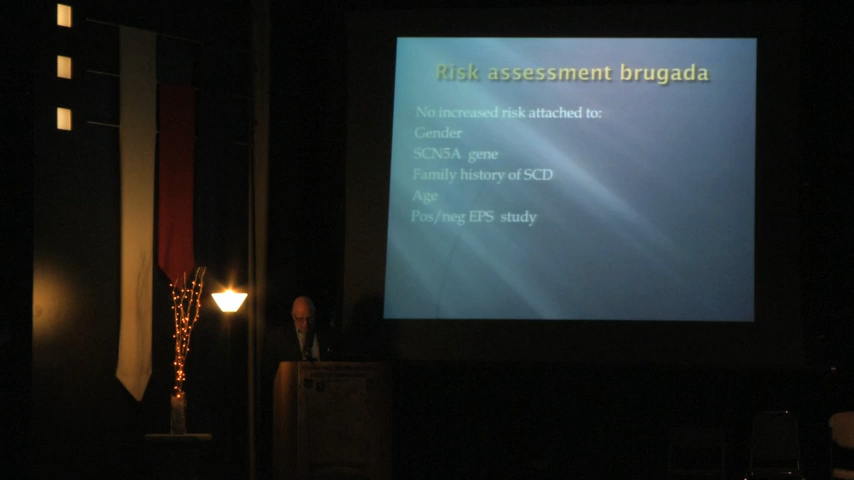 Risk assessment brugada
No increased risk attached to:
Gender
SCN5A gene
Family history of SCD
Age
Pos/neg EPS study